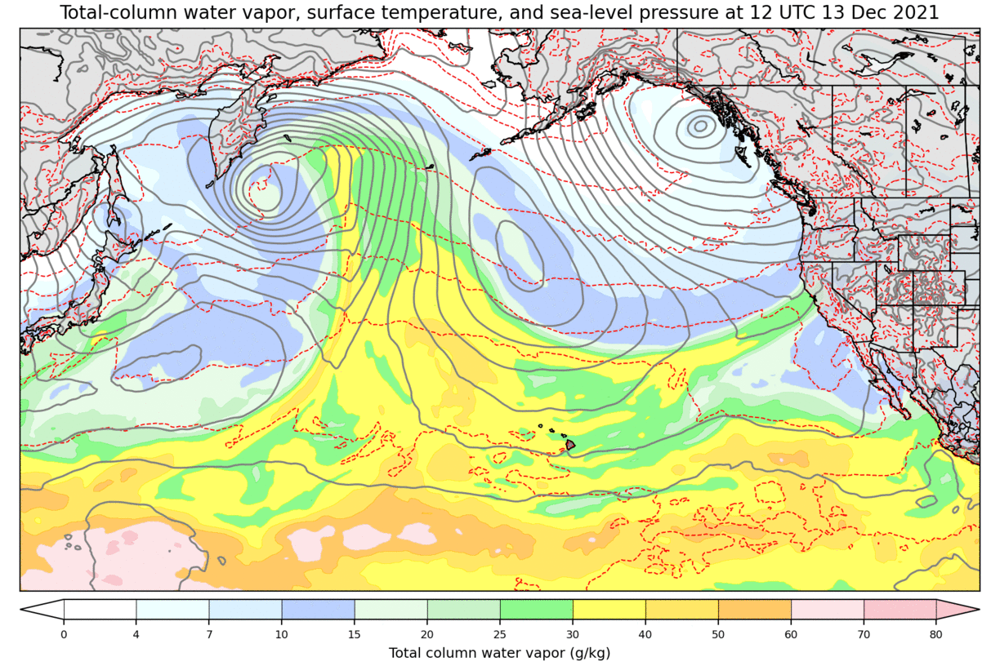 Total-column water vapor, surface temperature, and sea-level pressure at 12 UTC 13 Dec 2021
0 4 7 10 15 20 25 30 40 50 60 70 80
Total column water vapor (g/kg)